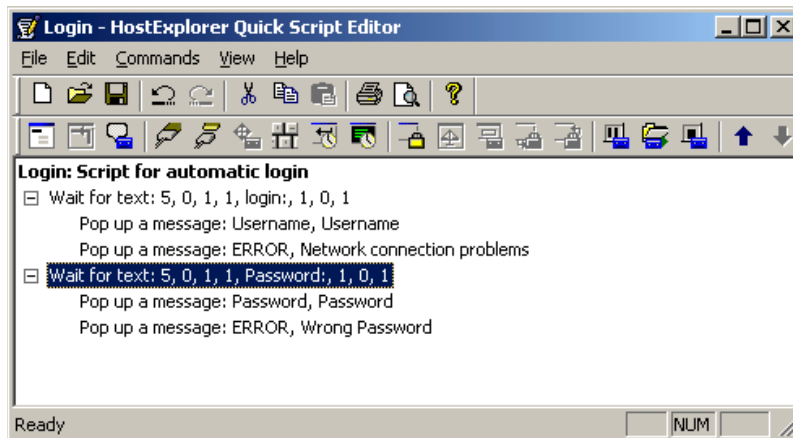 Login - HostExplorer Quick Script Editor
File Edit Commands View Help
Login: Script for automatic login
Wait for text: 5, 0, 1, 1, login:, 1, 0, 1
Pop up a message: Username, Username
Pop up a message: ERROR, Network connection problems
Wait for text: 5, 0, 1, 1, Password:, 1, 0, 1
Pop up a message: Password, Password
Pop up a message: ERROR, Wrong Password
Ready NUM